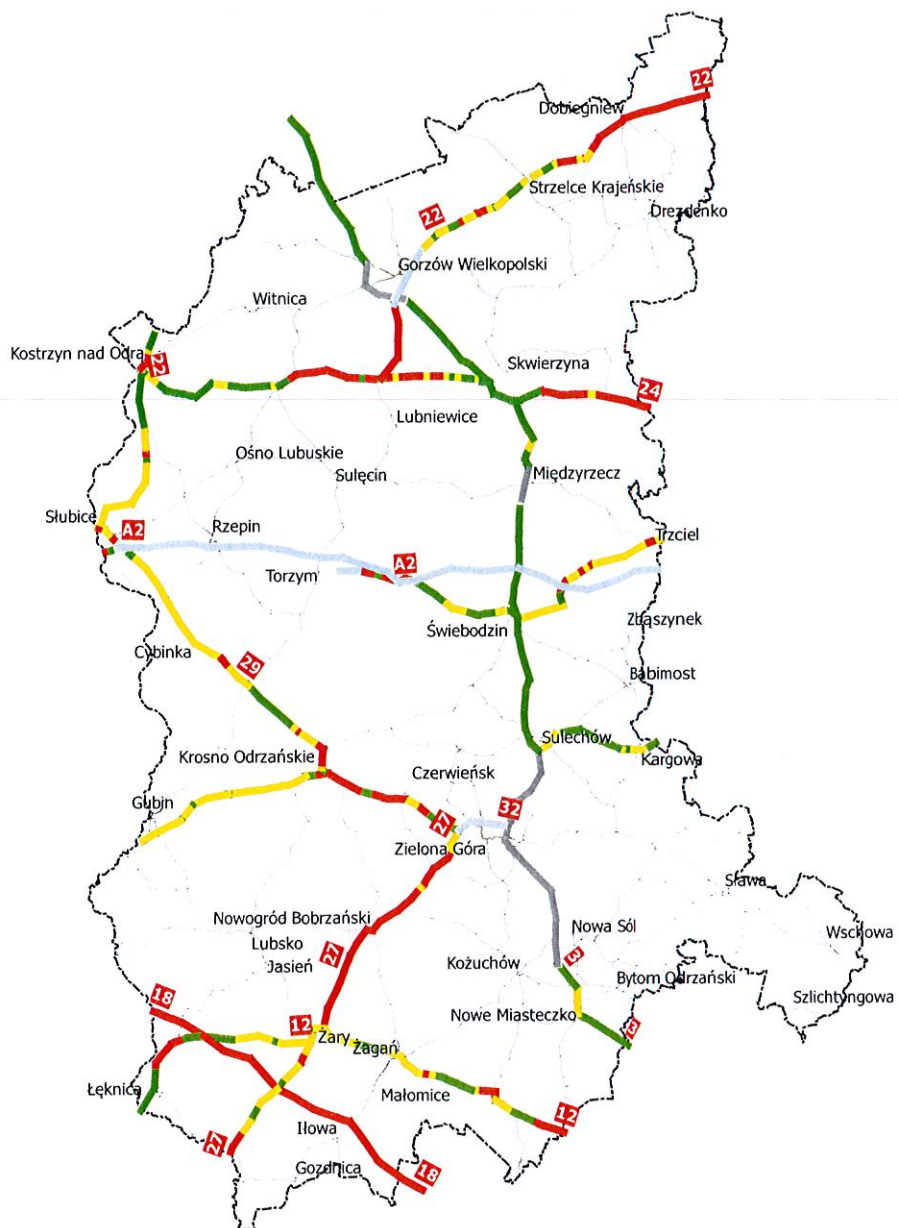 22
Dobiegniew
Strzelce Krajeńskie
Drezdenko
22
Gorzów Wielkopolski
Witnica
Kostrzyn nad Odrą
22
Skwierzyna
24
Lubniewice
Ośno Lubuskie
Sulęcin
Międzyrzecz
Słubice
A2
Rzepin
Trzciel
Torzym
A2
Zbąszynek
Świebodzin
Cybinka
29
Babimost
Sulechów
Krosno Odrzańskie
Kargowa
Czerwieńsk
Gubin
27
32
Zielona Góra
Sława
Nowogród Bobrzański
Nowa Sól
Wschowa
Lubsko
27
Jasień
Kożuchów
3
Bytom Odrzański
18
Szlichtyngowa
12
Nowe Miasteczko
3
Żary
Żagań
Łęknica
Małomice
12
Iłowa
27
Gozdnica
18